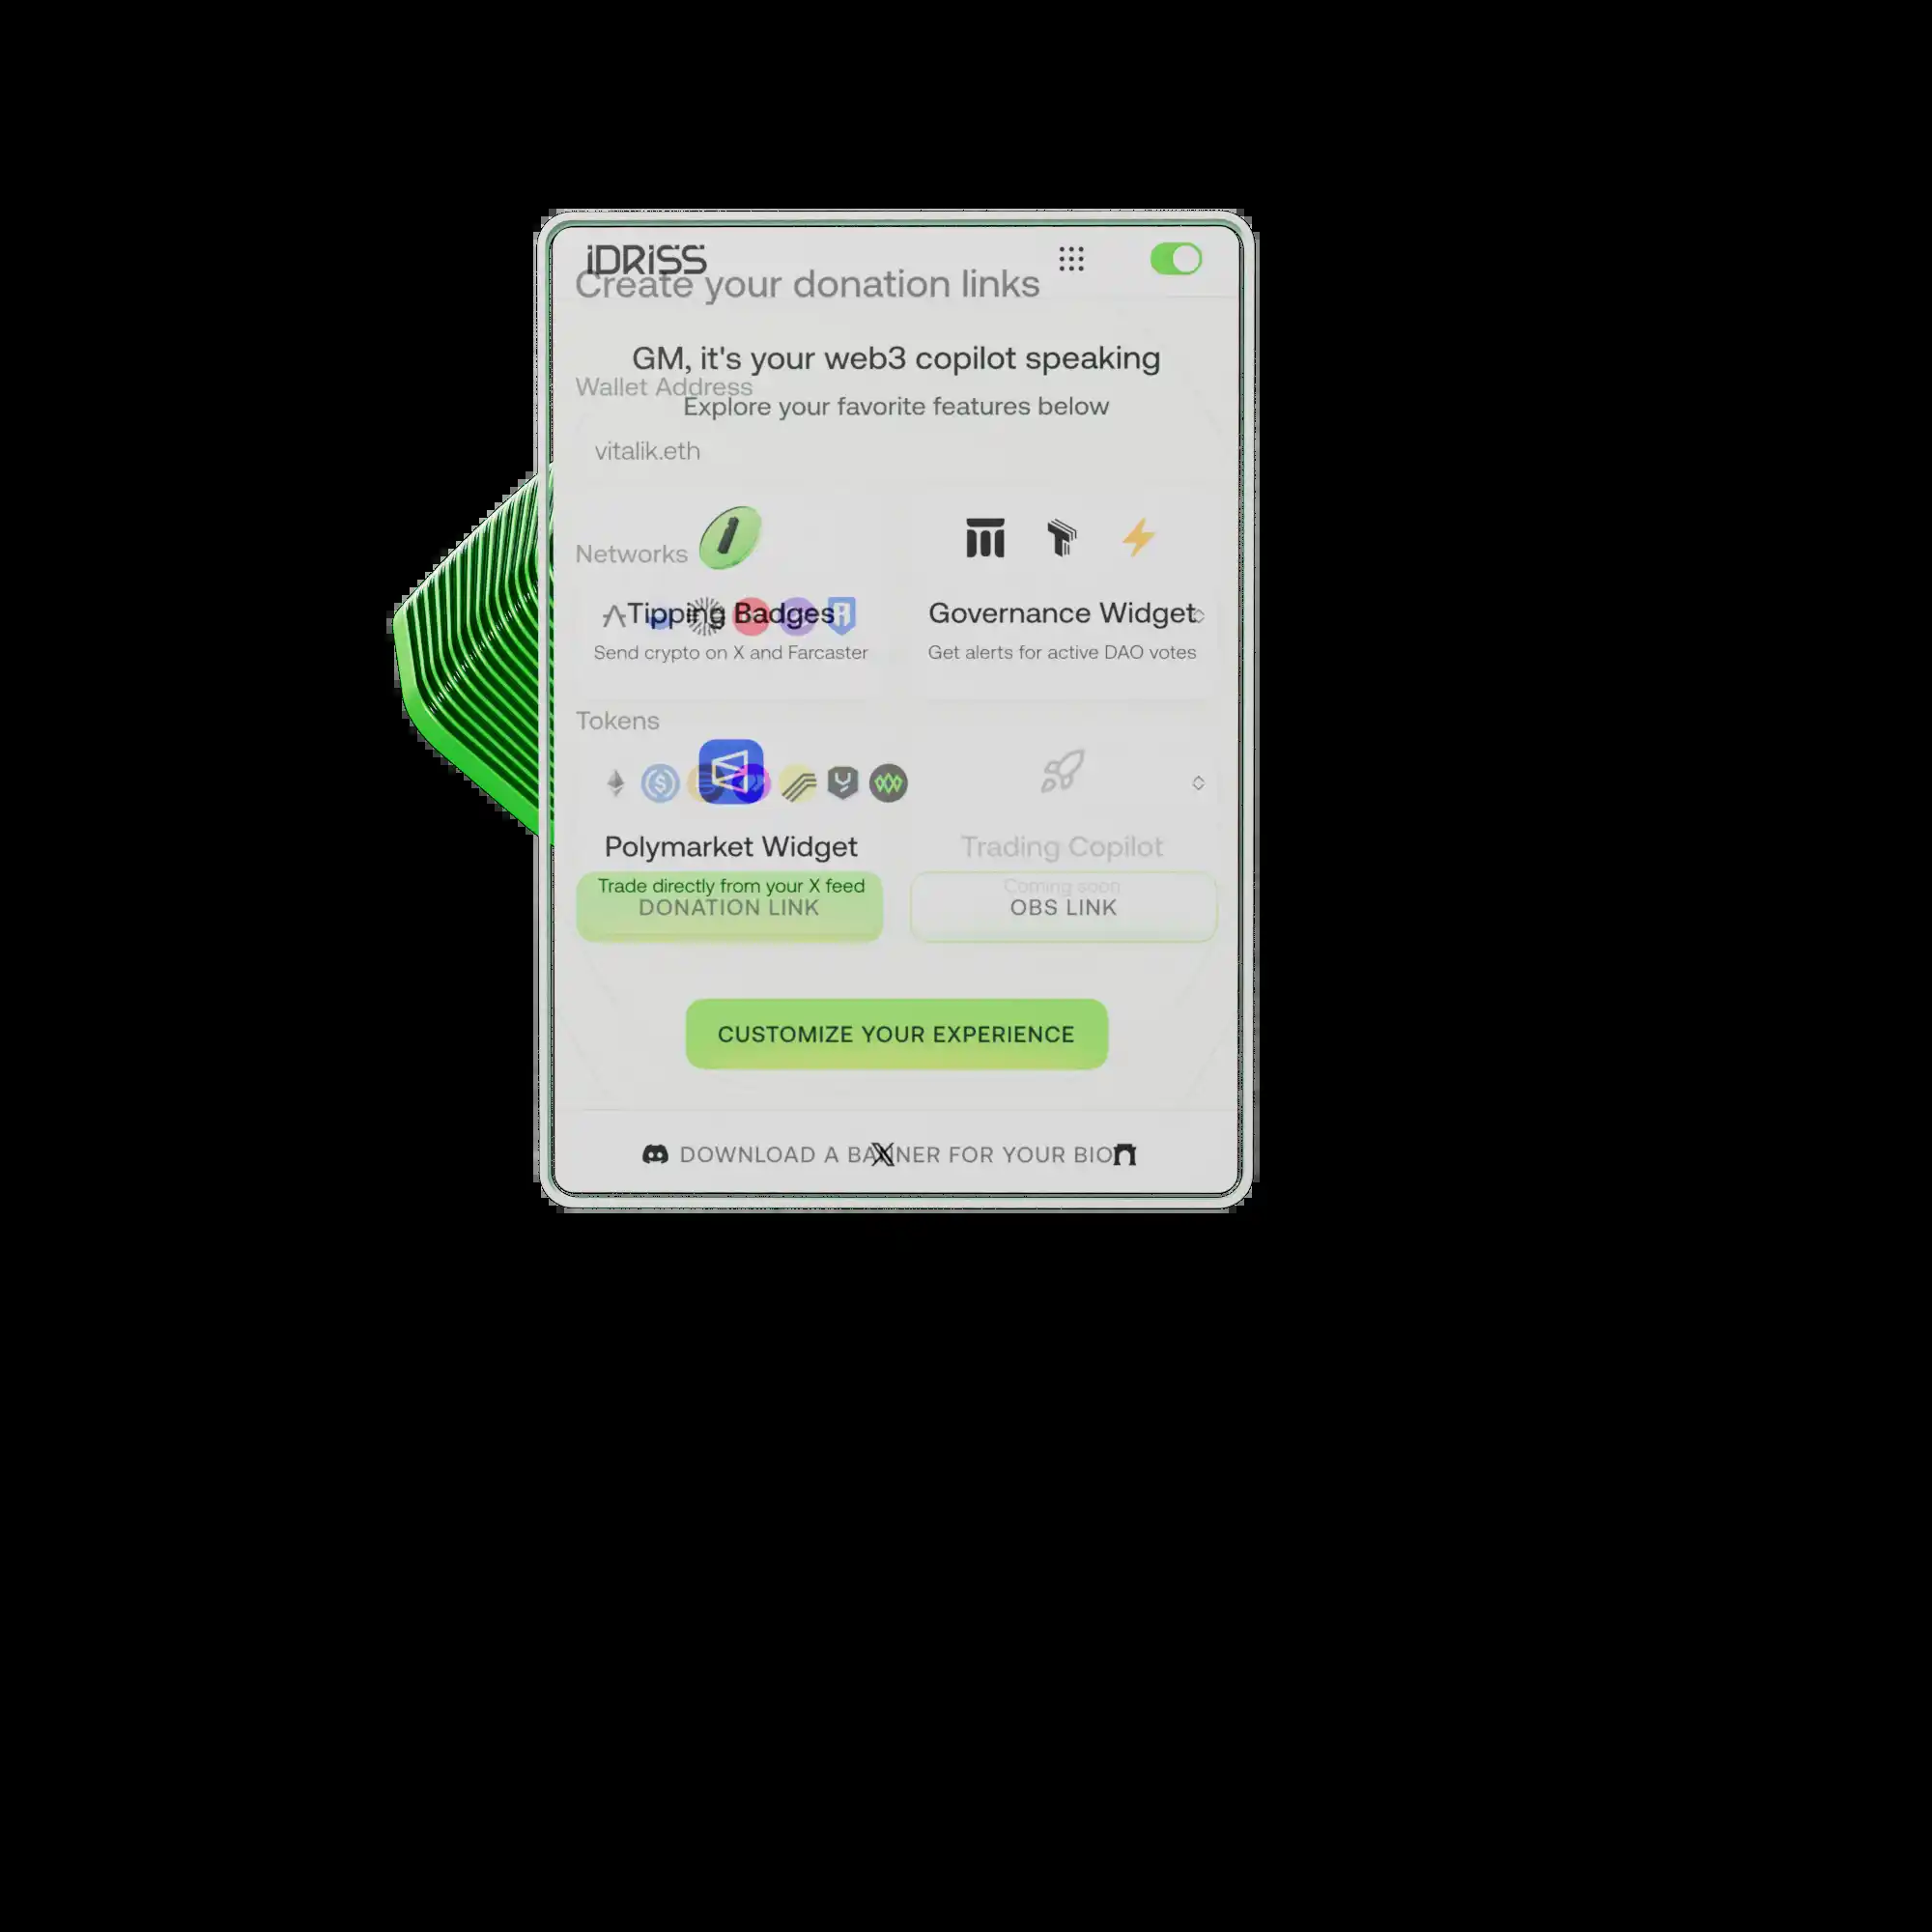 iDRiSS
Create your donation links
GM, it's your web3 copilot speaking
Wallet Address
Explore your favorite features below
vitalik.eth
Networks
Tipping Badges
Governance Widget
Send crypto on X and Farcaster
Get alerts for active DAO votes
Tokens
Polymarket Widget
Trading Copilot
Trade directly from your X feed
Coming soon
DONATION LINK
OBS LINK
CUSTOMIZE YOUR EXPERIENCE
DOWNLOAD A BANNER FOR YOUR BIO